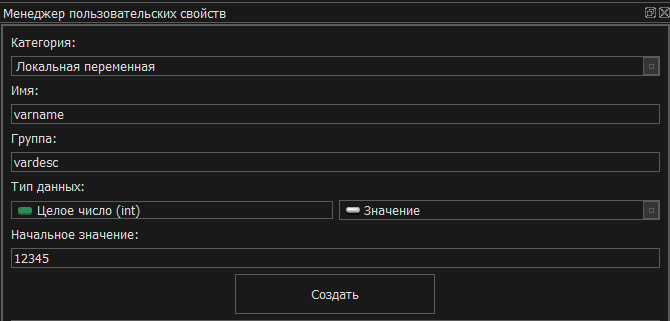 Менеджер пользовательских свойств
Категория:
Локальная переменная
Имя:
varname
Группа:
vardesc
Тип данных:
Целое число (int) Значение
Начальное значение:
12345
Создать